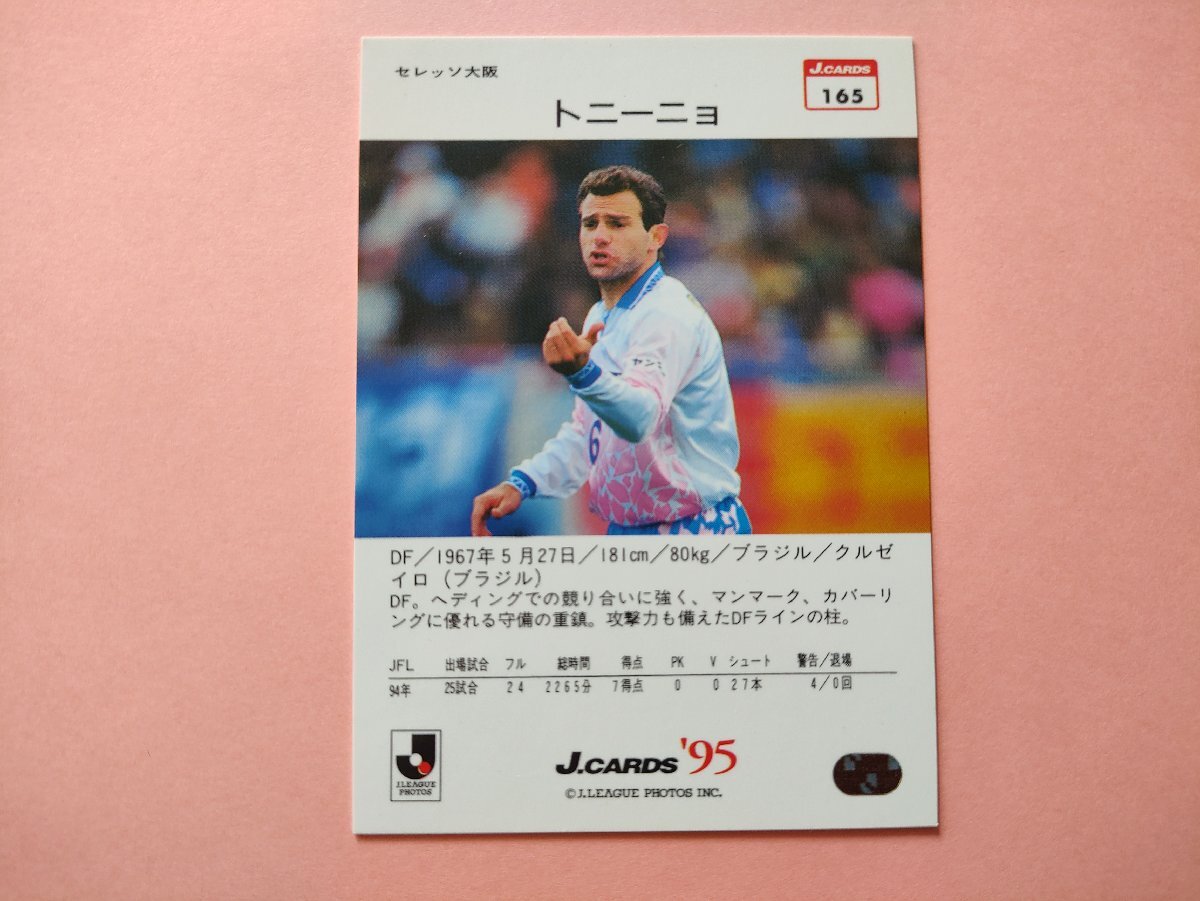 セレッソ大阪
J.CARDS
165
トニーニョ
ヤンマ
6
DF／1967年5月27日／181cm／80kg／ブラジル／クルゼ
イロ（ブラジル）
DF。ヘディングでの競り合いに強く、マンマーク、カバーリ
ングに優れる守備の重鎮。攻撃力も備えたDFラインの柱。
JFL 出場試合 フル 総時間 得点 PK V シュート 警告/退場
94年 25試合 24 2265分 7得点 0 0 27本 4/0回
J.LEAGUE
PHOTOS
J.CARDS '95
©J.LEAGUE PHOTOS INC.